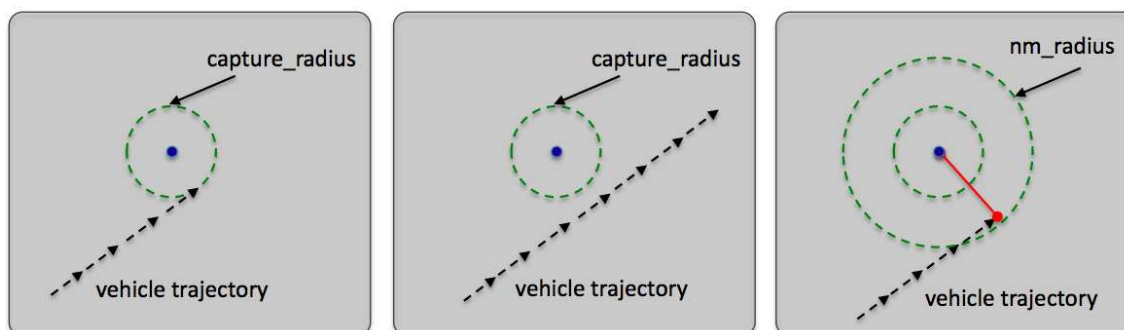 capture_radius
vehicle trajectory
capture_radius
vehicle trajectory
nm_radius
vehicle trajectory